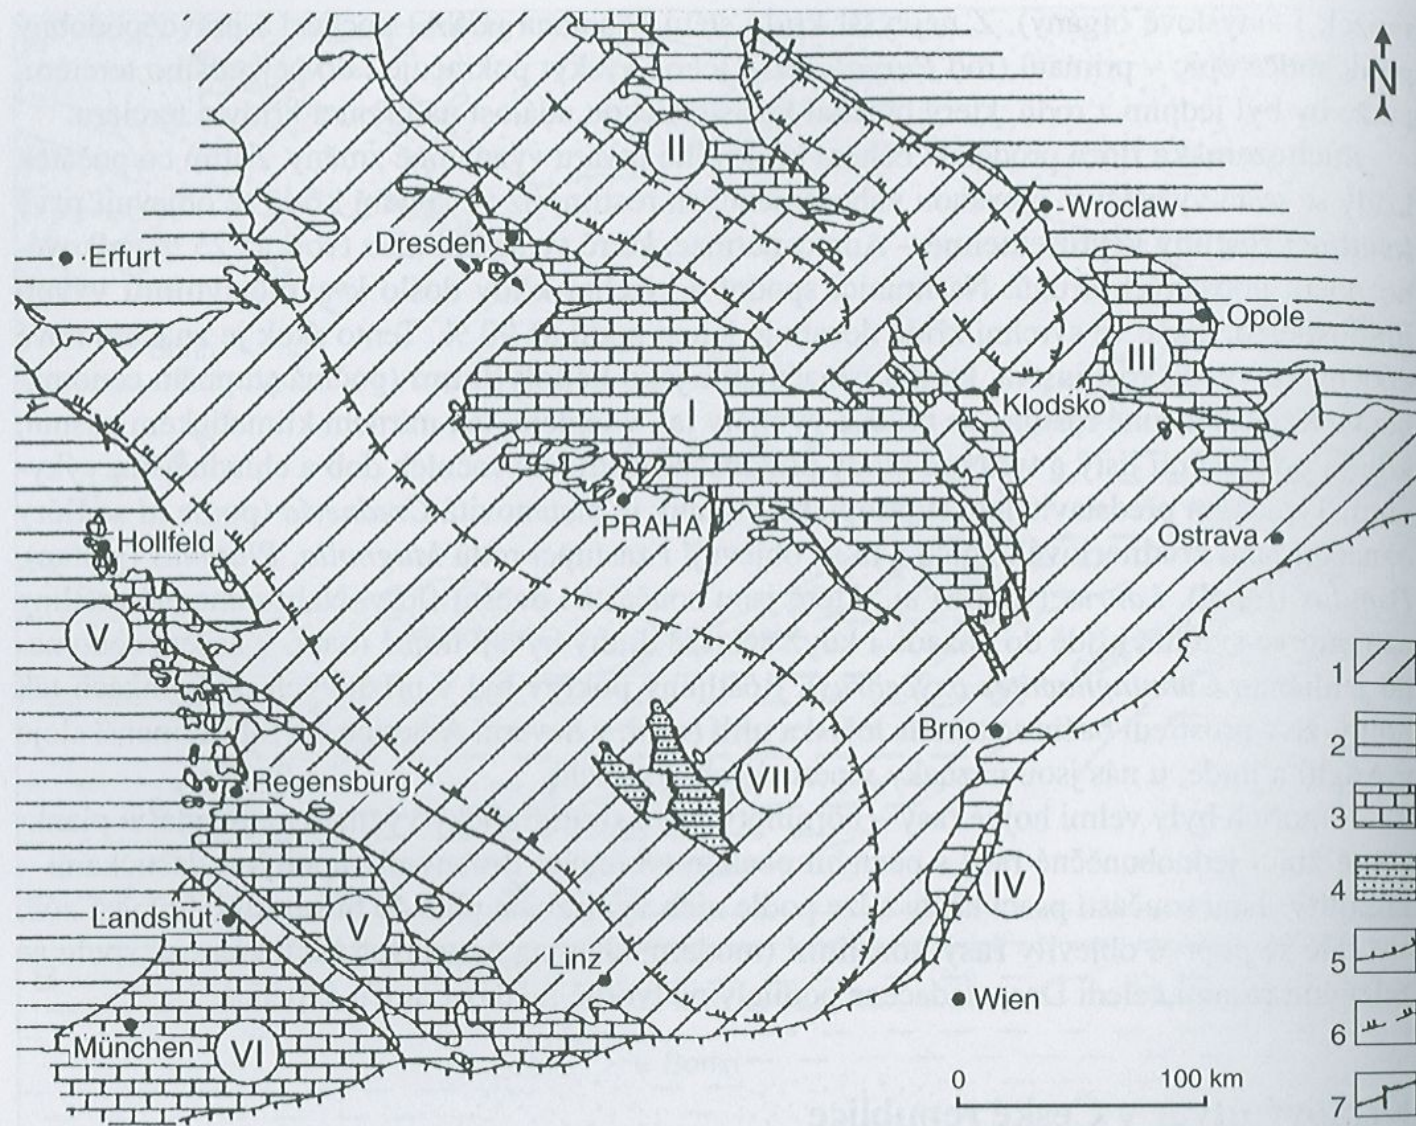 N
II
Wroclaw
Dresden
Erfurt
Opole
III
I
Klodsko
PRAHA
Ostrava
Hollfeld
V
1
Brno
2
VII
Regensburg
3
4
IV
Landshut
V
5
Linz
Wien
6
München
VI
0 100 km
7